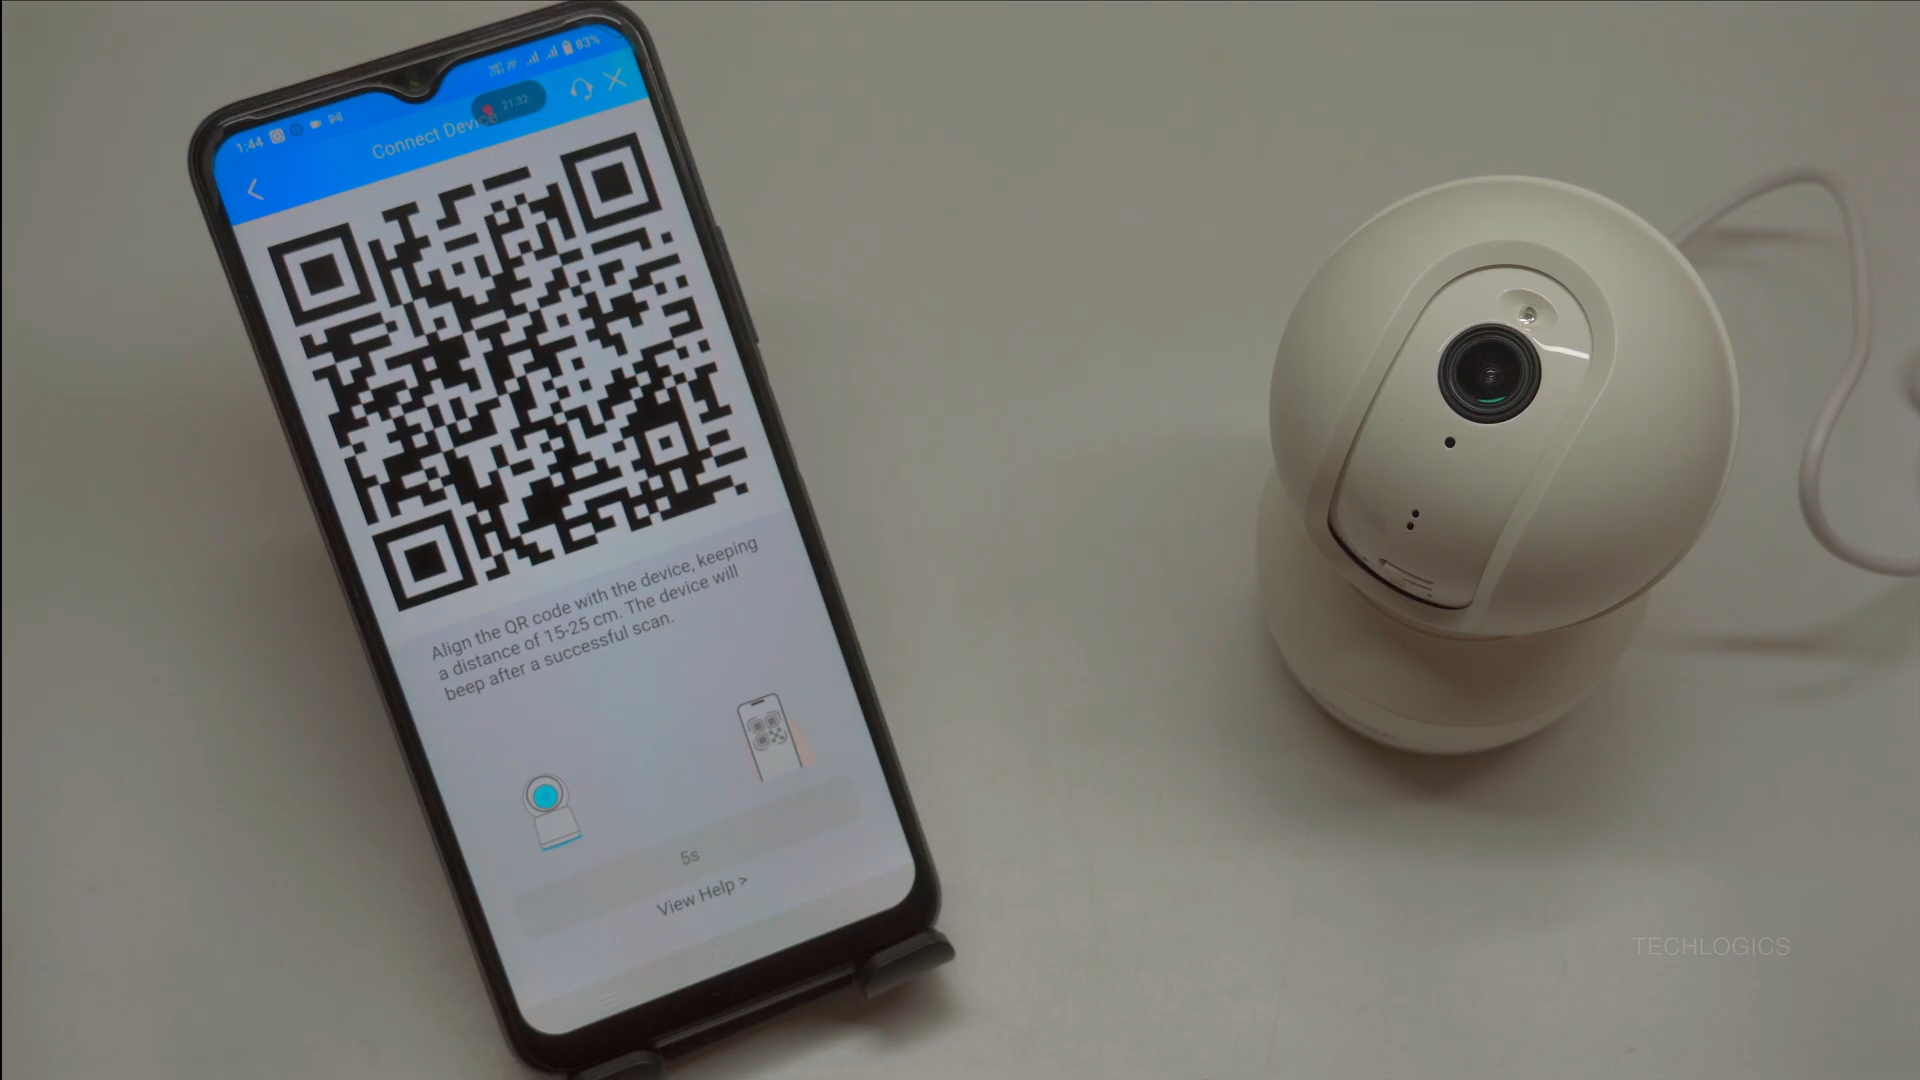 1:44
83%
21:32
Connect Device
Align the QR code with the device, keeping
a distance of 15-25 cm. The device will
beep after a successful scan.
5s
View Help >
TECHLOGICS